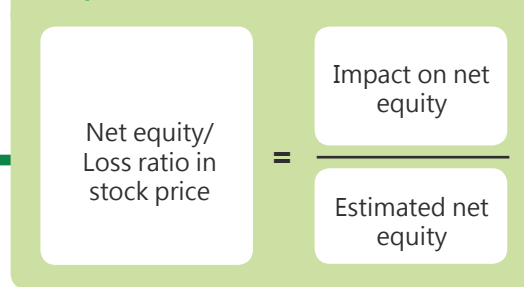 Net equity/
Loss ratio in
stock price
=
Impact on net
equity
Estimated net
equity